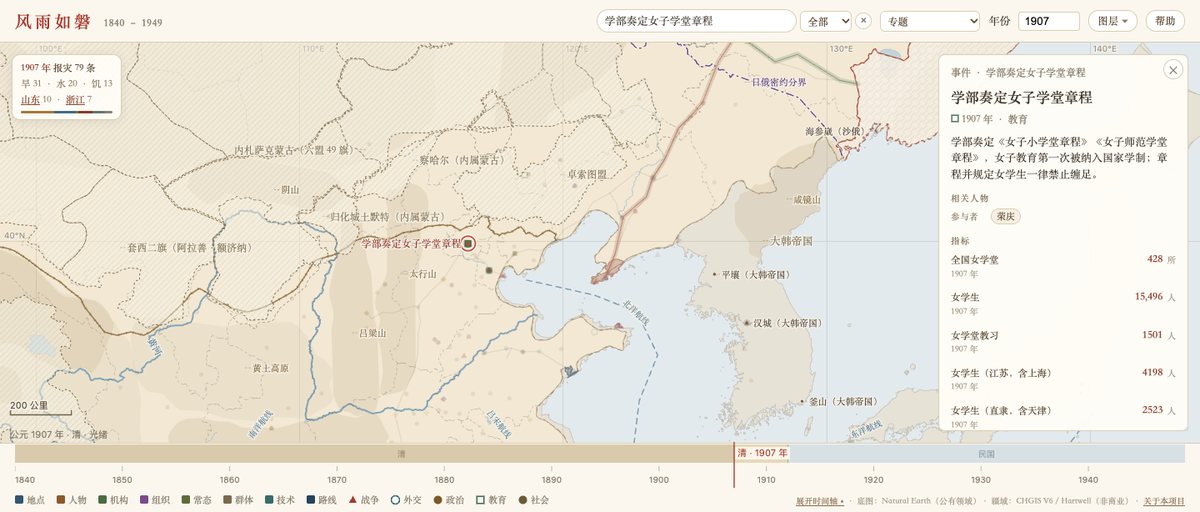 风雨如磐 1840 – 1949
学部奏定女子学堂章程 全部 × 专题 年份 1907 图层 帮助
100°E 110°E 120°E 130°E 140°E
1907 年 报灾 79 条
旱 31 · 水 20 · 饥 13
山东 10 · 浙江 7
日俄密约分界
海参崴（沙俄）
内札萨克蒙古（六盟 49 旗）
察哈尔（内属蒙古）
卓索图盟
阴山
咸镜山
归化城土默特（内属蒙古）
40°N
套西二旗（阿拉善 额济纳）
学部奏定女子学堂章程
大韩帝国
太行山
平壤（大韩帝国）
北洋航线
汉城（大韩帝国）
吕梁山
黄河
黄土高原
200 公里
釜山（大韩帝国）
南洋航线
吕宋航线
东洋航线
公元 1907 年 · 清 · 光绪
事件 · 学部奏定女子学堂章程
×
学部奏定女子学堂章程
1907 年 · 教育
学部奏定《女子小学堂章程》《女子师范学堂
章程》，女子教育第一次被纳入国家学制；章
程并规定女学生一律禁止缠足。
相关人物
参与者 荣庆
指标
全国女学堂 428 所
1907 年
女学生 15,496 人
1907 年
女学堂教习 1501 人
1907 年
女学生（江苏，含上海） 4198 人
1907 年
女学生（直隶，含天津） 2523 人
1907 年
清 清 · 1907 年 民国
1840 1850 1860 1870 1880 1890 1900 1910 1920 1930 1940
地点 人物 机构 组织 常态 群体 技术 路线 战争 外交 政治 教育 社会
展开时间轴 · 底图：Natural Earth（公有领域） · 疆域：CHGIS V6 / Hartwell（非商业） · 关于本项目